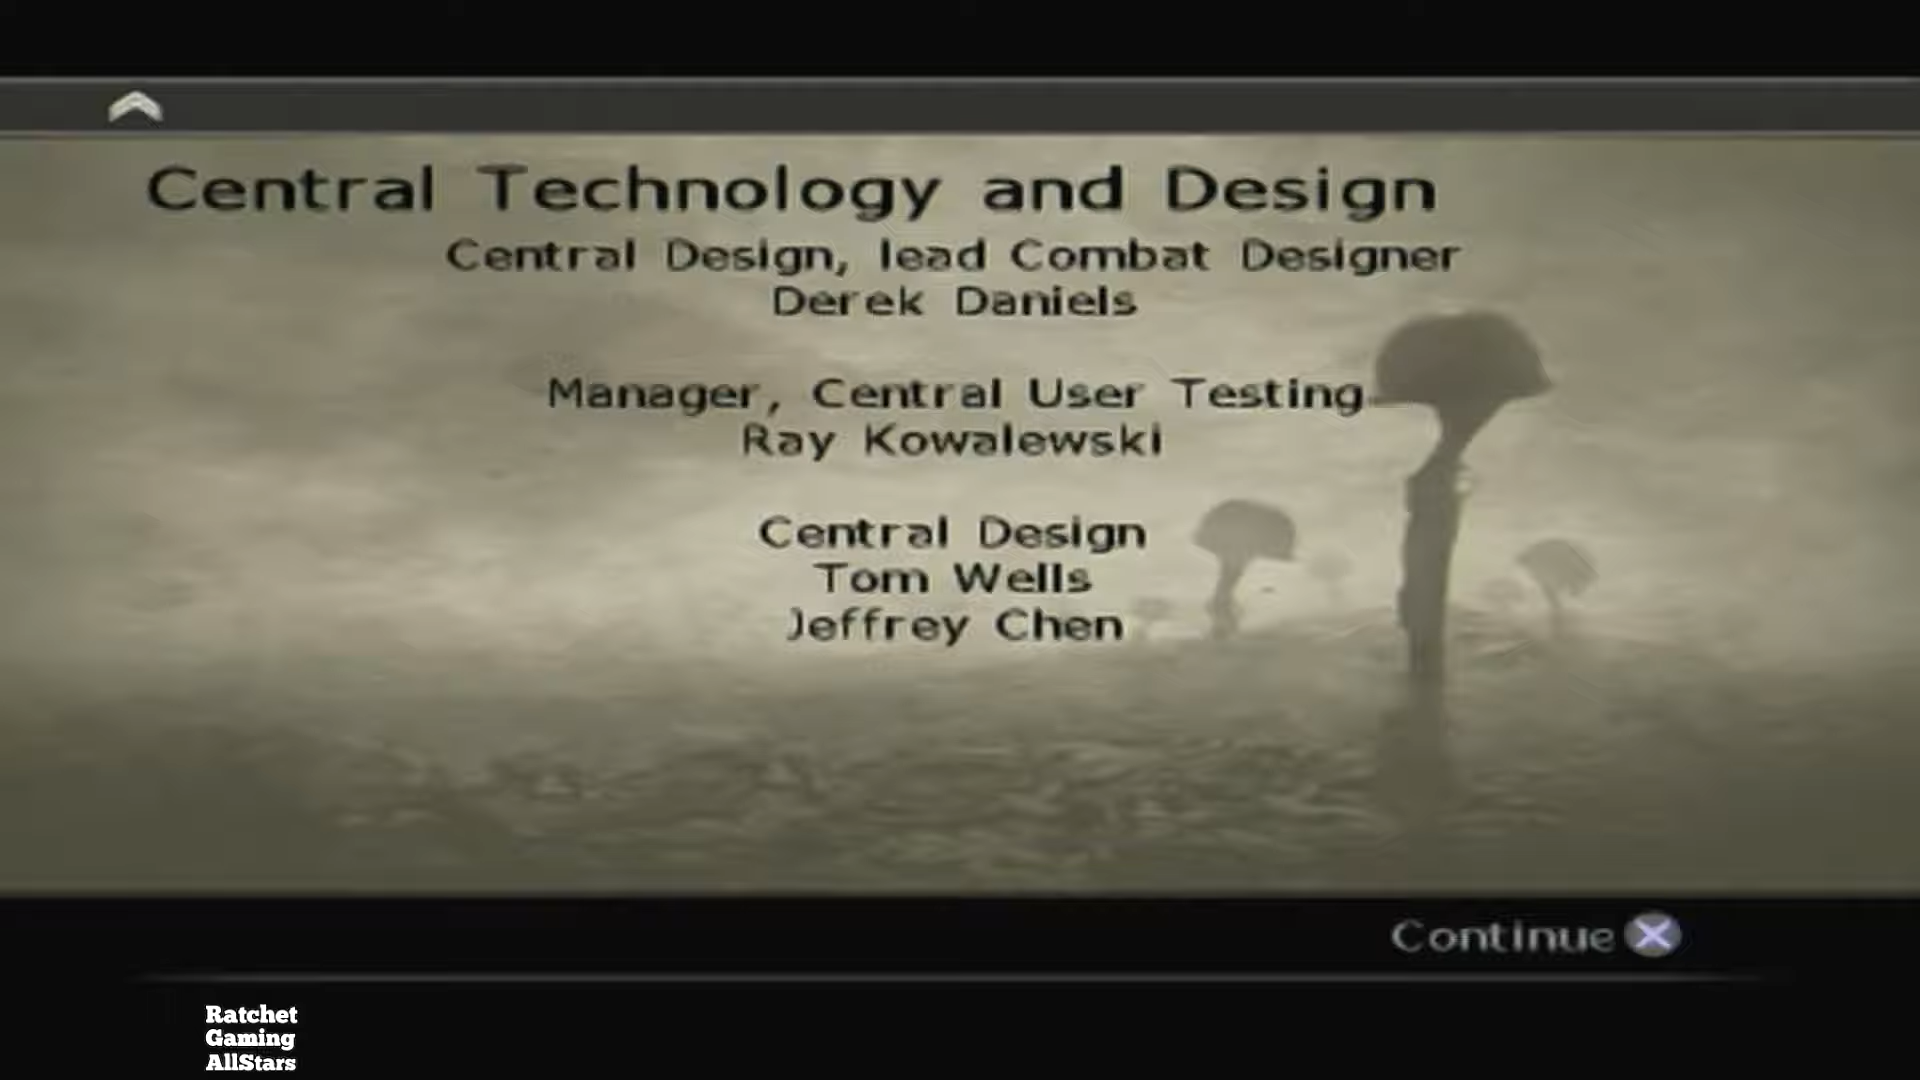 Central Technology and Design
Central Design, lead Combat Designer
Derek Daniels
Manager, Central User Testing
Ray Kowalewski
Central Design
Tom Wells
Jeffrey Chen
Continue
Ratchet
Gaming
AllStars